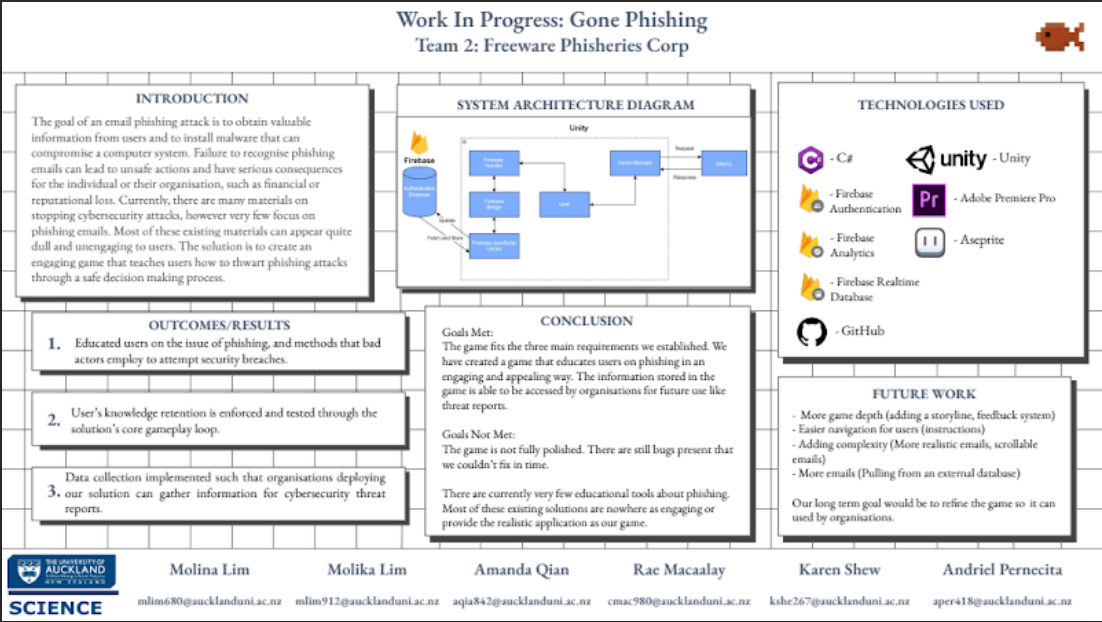 Work In Progress: Gone Phishing
Team 2: Freeware Phisheries Corp
INTRODUCTION
The goal of an email phishing attack is to obtain valuable
information from users and to install malware that can
compromise a computer system. Failure to recognise phishing
emails can lead to unsafe actions and have serious consequences
for the individual or their organisation, such as financial or
reputational loss. Currently, there are many materials on
stopping cybersecurity attacks, however very few focus on
phishing emails. Most of these existing materials can appear quite
dull and unengaging to users. The solution is to create an
engaging game that teaches users how to thwart phishing attacks
through a safe decision making process.
OUTCOMES/RESULTS
1. Educated users on the issue of phishing, and methods that bad
actors employ to attempt security breaches.
2. User's knowledge retention is enforced and tested through the
solution's core gameplay loop.
3. Data collection implemented such that organisations deploying
our solution can gather information for cybersecurity threat
reports.
SYSTEM ARCHITECTURE DIAGRAM
Unity
Firebase
Authentication
Database
Firebase
Handler
Firebase
Bridge
Firebase JavaScript
Library
User
Game Manager
WebGL
Request
Response
Update
Fetch and Store
CONCLUSION
Goals Met:
The game fits the three main requirements we established. We
have created a game that educates users on phishing in an
engaging and appealing way. The information stored in the
game is able to be accessed by organisations for future use like
threat reports.
Goals Not Met:
The game is not fully polished. There are still bugs present that
we couldn't fix in time.
There are currently very few educational tools about phishing.
Most of these existing solutions are nowhere as engaging or
provide the realistic application as our game.
TECHNOLOGIES USED
C# - C#
unity - Unity
- Firebase
Authentication
Pr - Adobe Premiere Pro
- Firebase
Analytics
- Aseprite
- Firebase Realtime
Database
- GitHub
FUTURE WORK
- More game depth (adding a storyline, feedback system)
- Easier navigation for users (instructions)
- Adding complexity (More realistic emails, scrollable
emails)
- More emails (Pulling from an external database)
Our long term goal would be to refine the game so it can
used by organisations.
THE UNIVERSITY OF
AUCKLAND
NEW ZEALAND
SCIENCE
Molina Lim
mlim680@aucklanduni.ac.nz
Molika Lim
mlim912@aucklanduni.ac.nz
Amanda Qian
aqia842@aucklanduni.ac.nz
Rae Macaalay
cmac980@aucklanduni.ac.nz
Karen Shew
kshe267@aucklanduni.ac.nz
Andriel Pernecita
aper418@aucklanduni.ac.nz